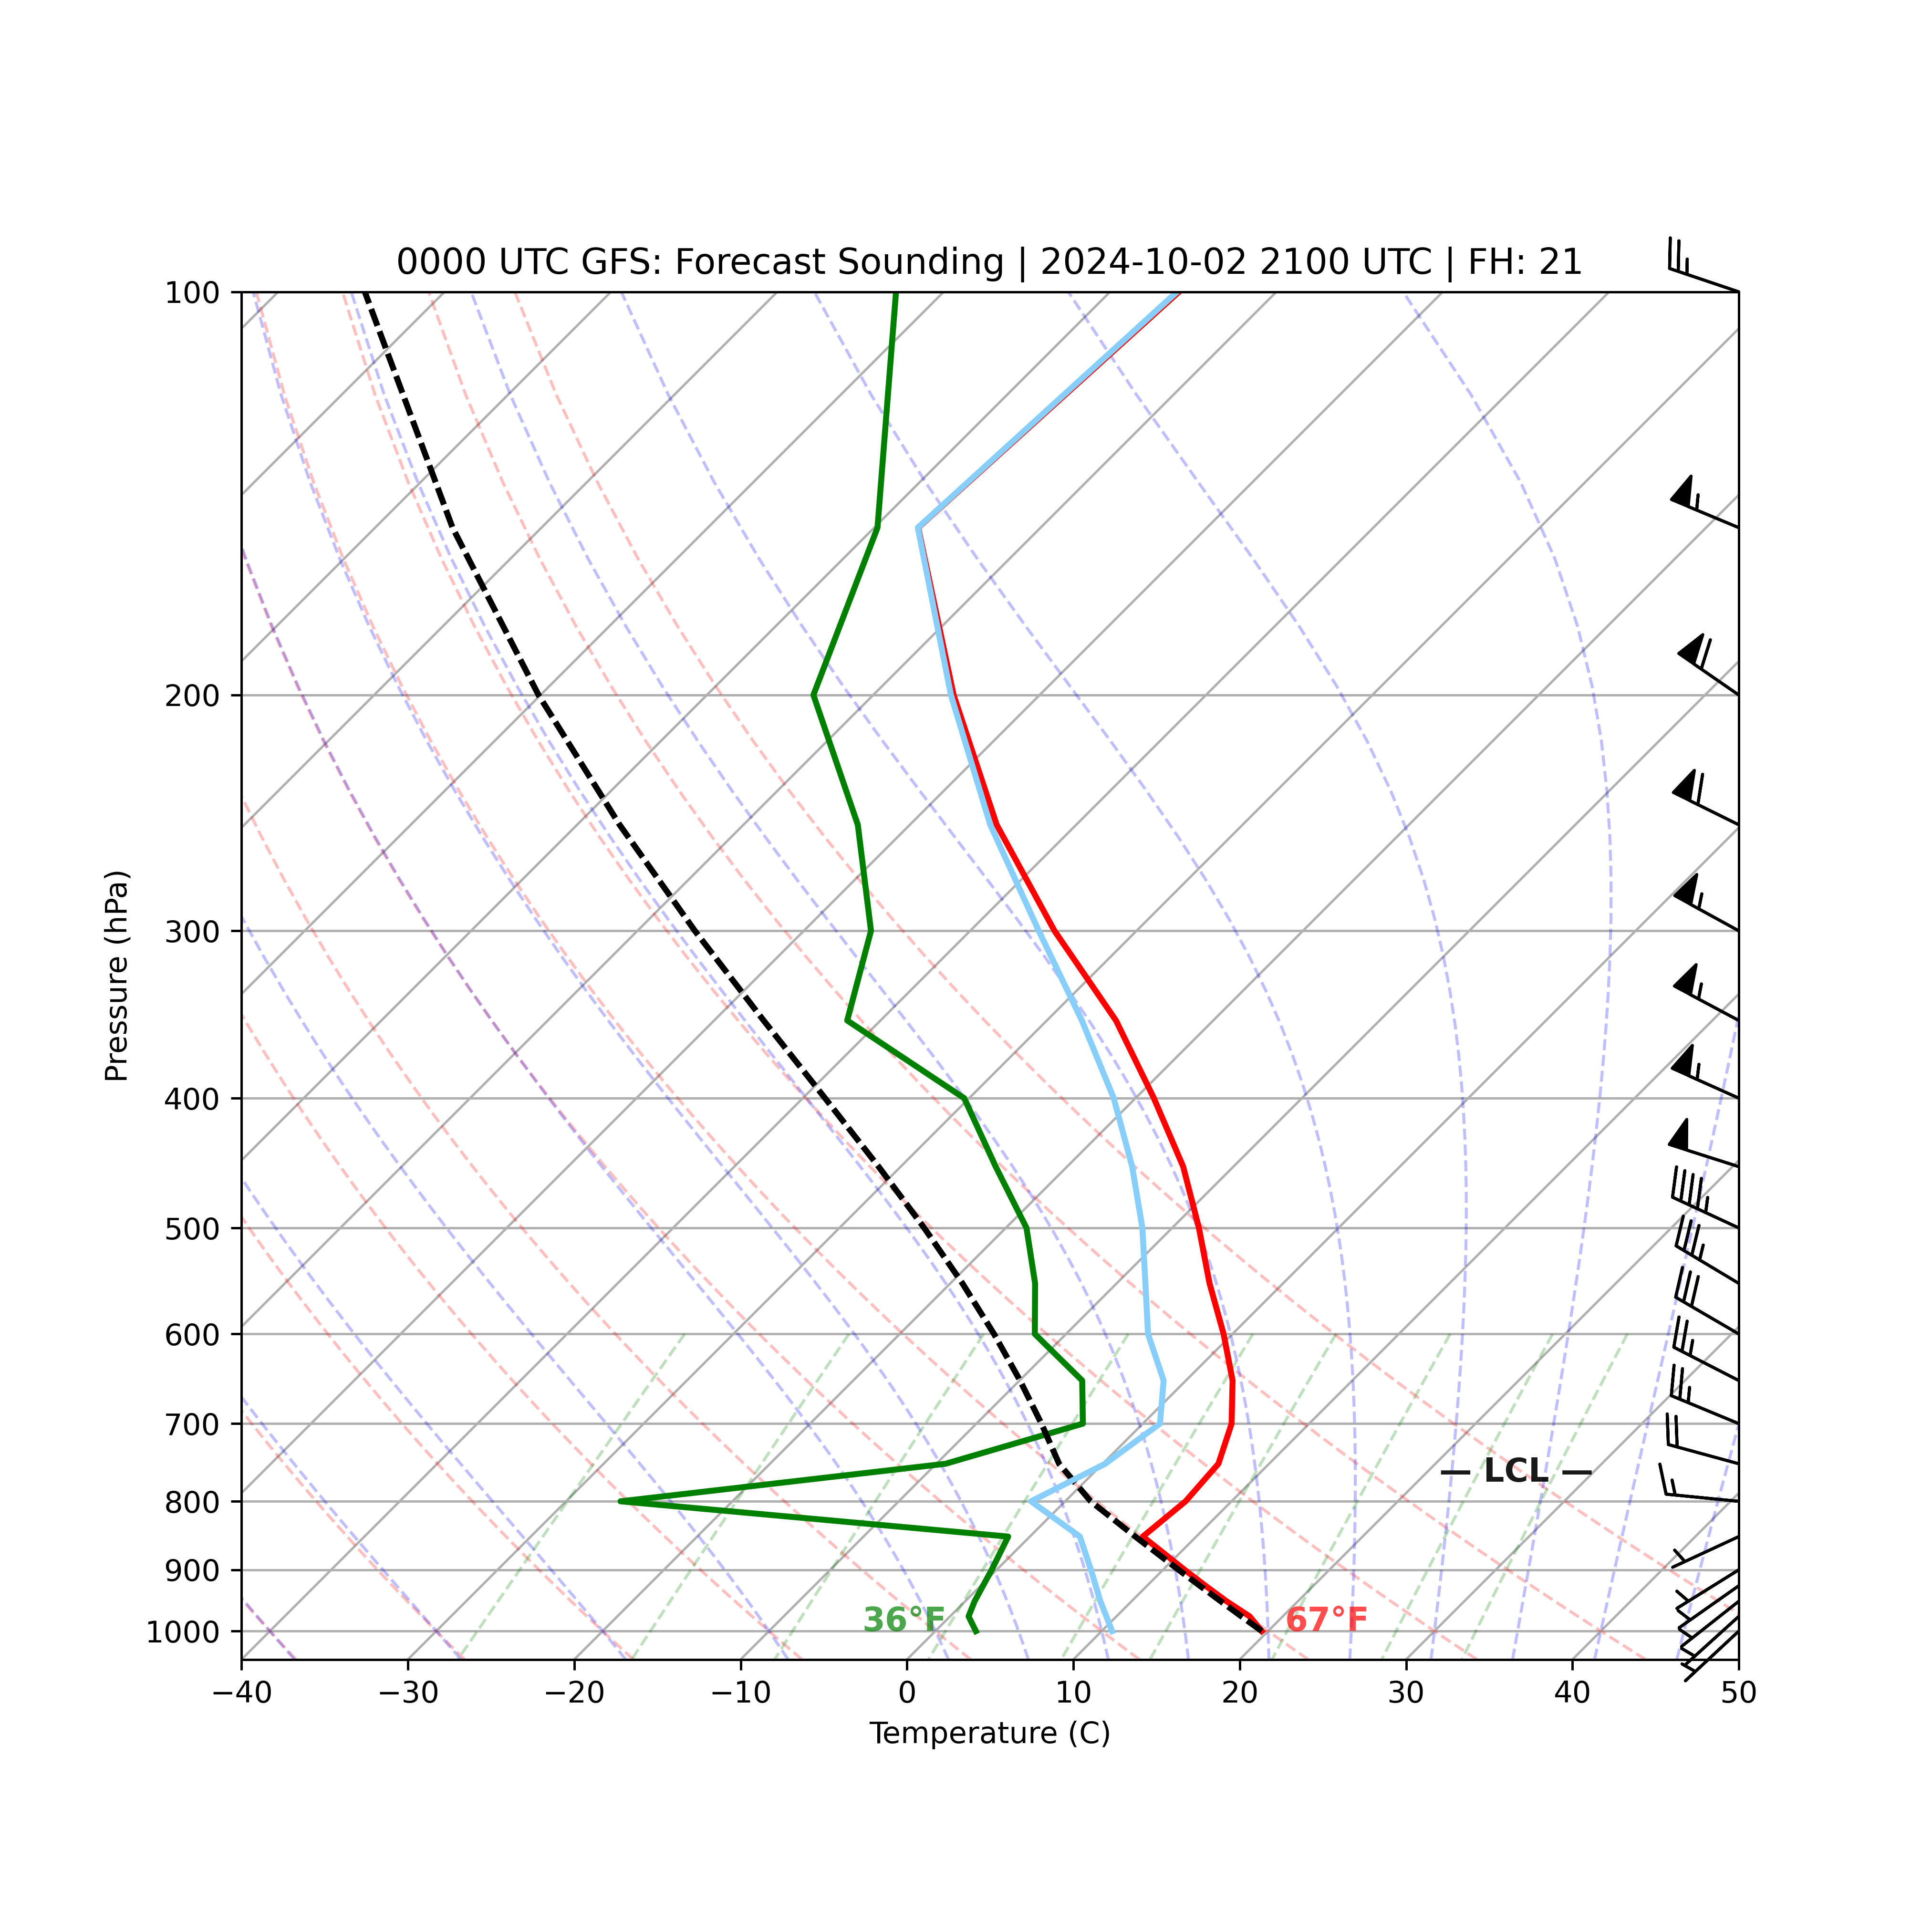 0000 UTC GFS: Forecast Sounding | 2024-10-02 2100 UTC | FH: 21
100
200
300
400
500
600
700
800
900
1000
Pressure (hPa)
— LCL —
36°F
67°F
−40 −30 −20 −10 0 10 20 30 40 50
Temperature (C)